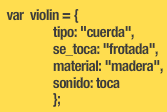 var violin = {
tipo: "cuerda",
se_toca: "frotada",
material: "madera",
sonido: toca
};